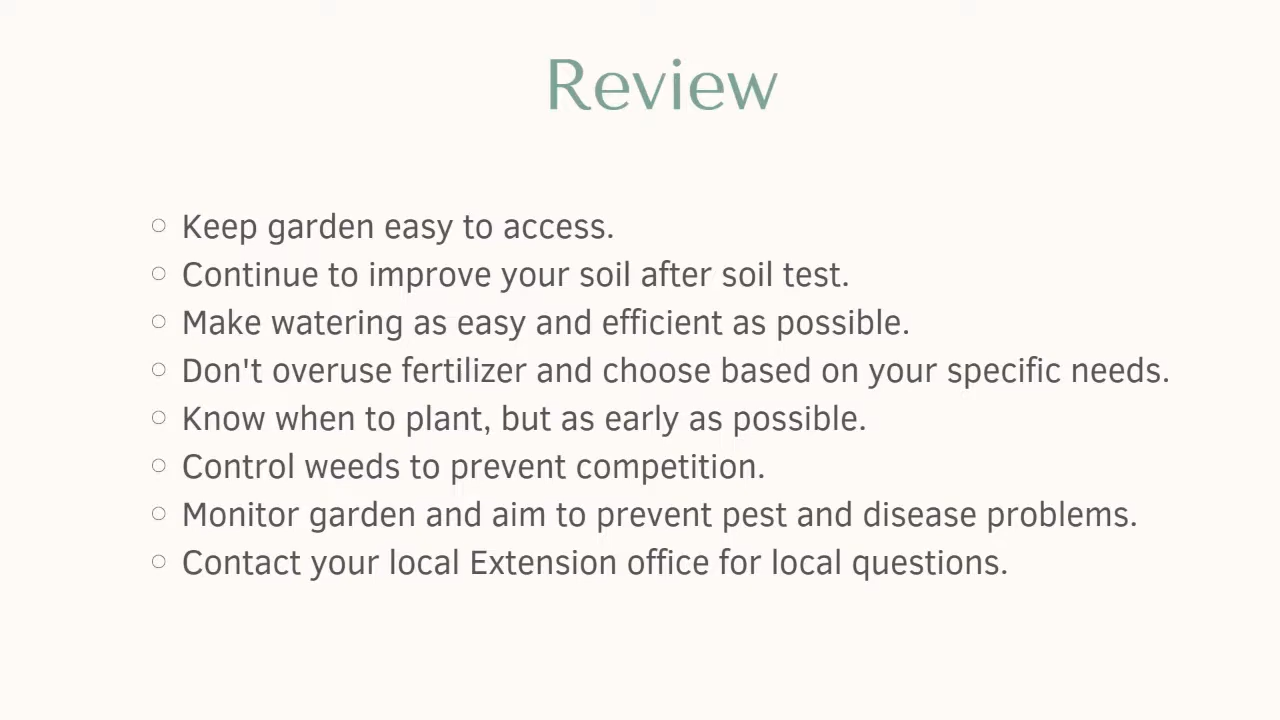 Review
Keep garden easy to access.
Continue to improve your soil after soil test.
Make watering as easy and efficient as possible.
Don't overuse fertilizer and choose based on your specific needs.
Know when to plant, but as early as possible.
Control weeds to prevent competition.
Monitor garden and aim to prevent pest and disease problems.
Contact your local Extension office for local questions.